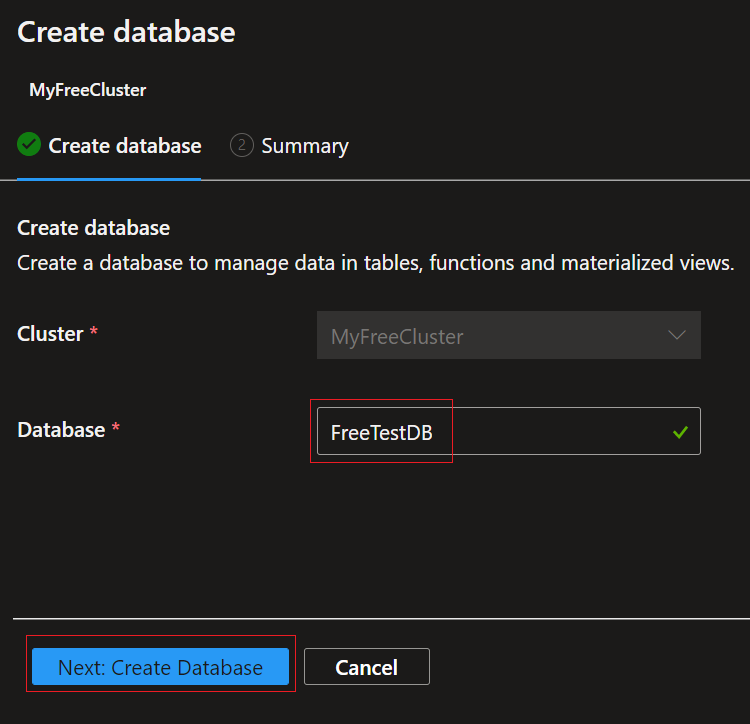 Create database
MyFreeCluster
Create database 2 Summary
Create database
Create a database to manage data in tables, functions and materialized views.
Cluster * MyFreeCluster
Database * FreeTestDB
Next: Create Database Cancel